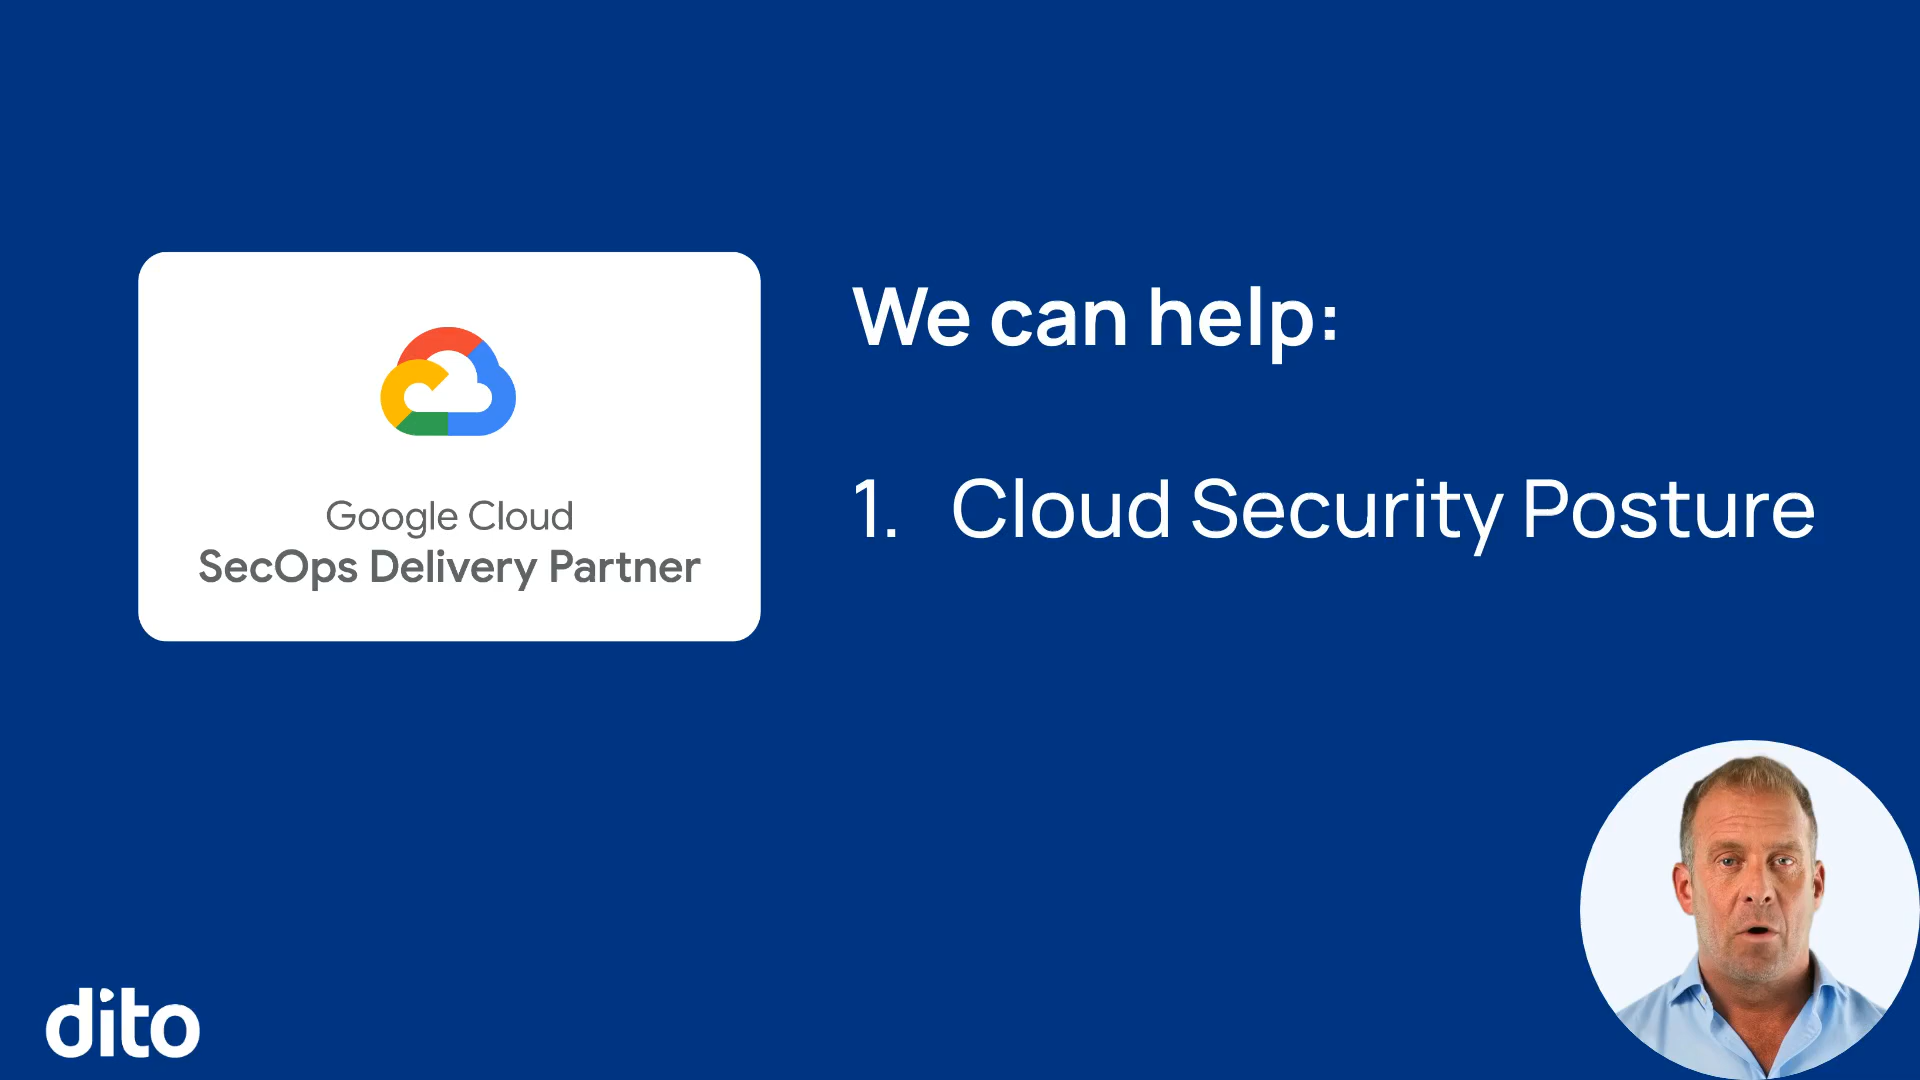 Google Cloud
SecOps Delivery Partner
We can help:
1. Cloud Security Posture
dito